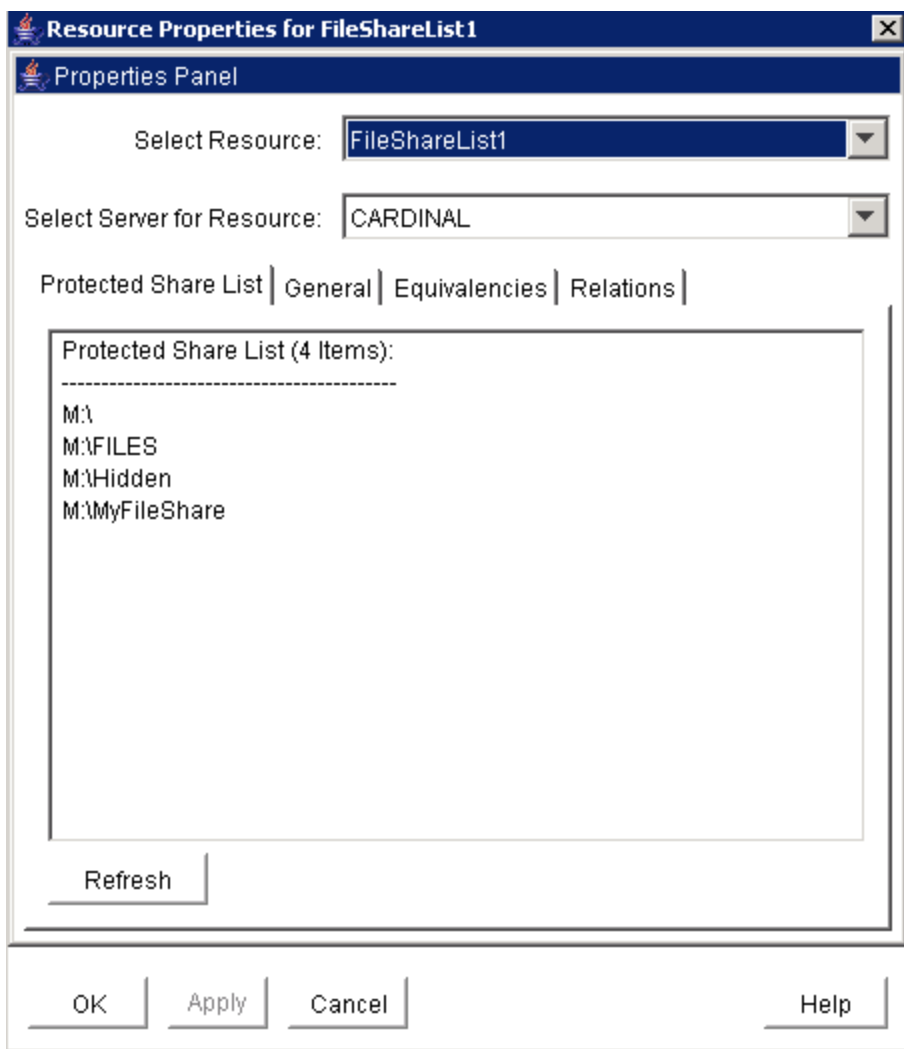 Resource Properties for FileShareList1
Properties Panel
Select Resource: FileShareList1
Select Server for Resource: CARDINAL
Protected Share List General Equivalencies Relations
Protected Share List (4 Items):
------------------------------------------
M:\
M:\FILES
M:\Hidden
M:\MyFileShare
Refresh
OK Apply Cancel Help